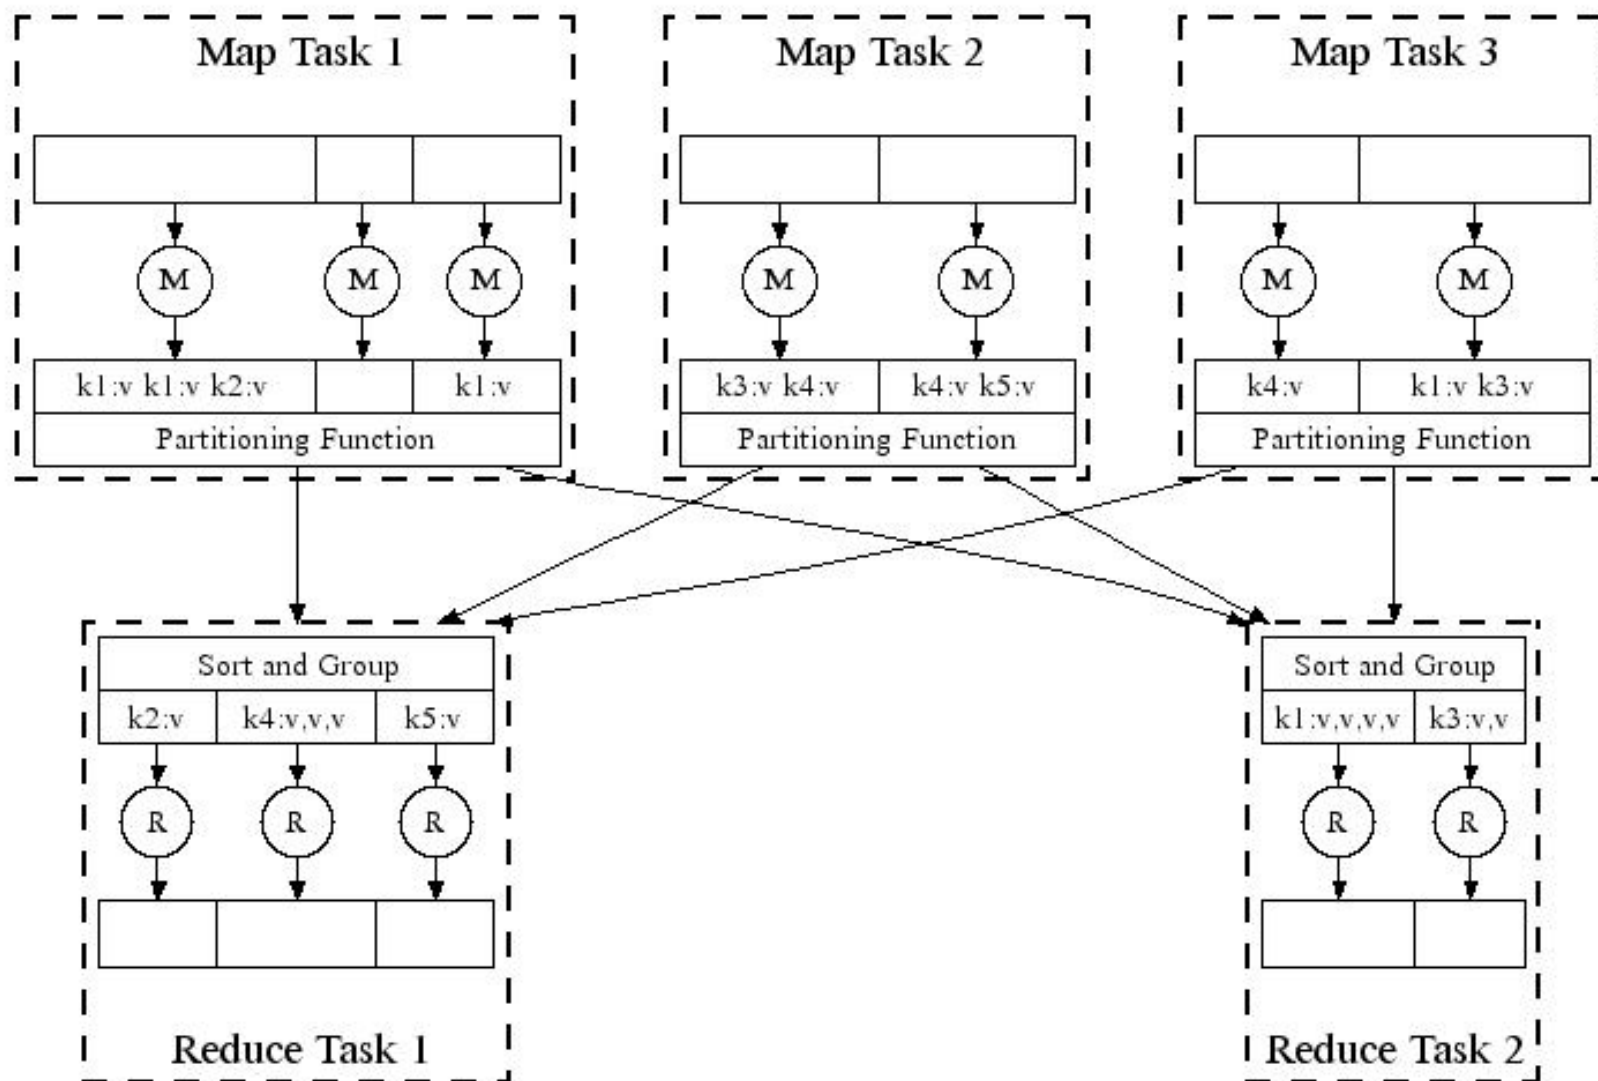 Map Task 1
Map Task 2
Map Task 3
M
M
M
M
M
M
M
k1:v k1:v k2:v
k1:v
k3:v k4:v
k4:v k5:v
k4:v
k1:v k3:v
Partitioning Function
Partitioning Function
Partitioning Function
Sort and Group
Sort and Group
k2:v
k4:v,v,v
k5:v
k1:v,v,v,v
k3:v,v
R
R
R
R
R
Reduce Task 1
Reduce Task 2